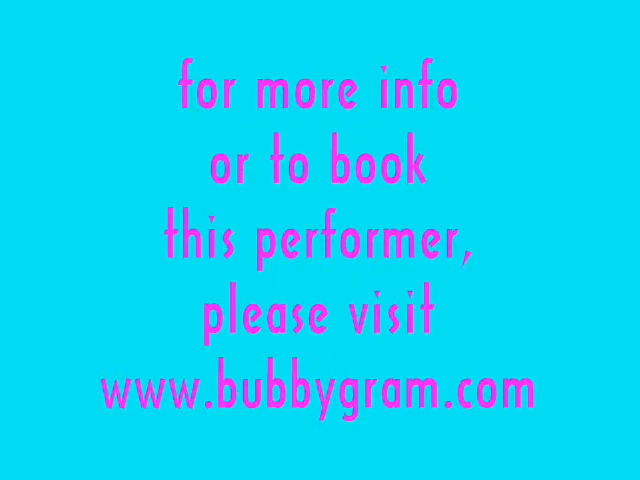 for more info
or to book
this performer,
please visit
www.bubbygram.com